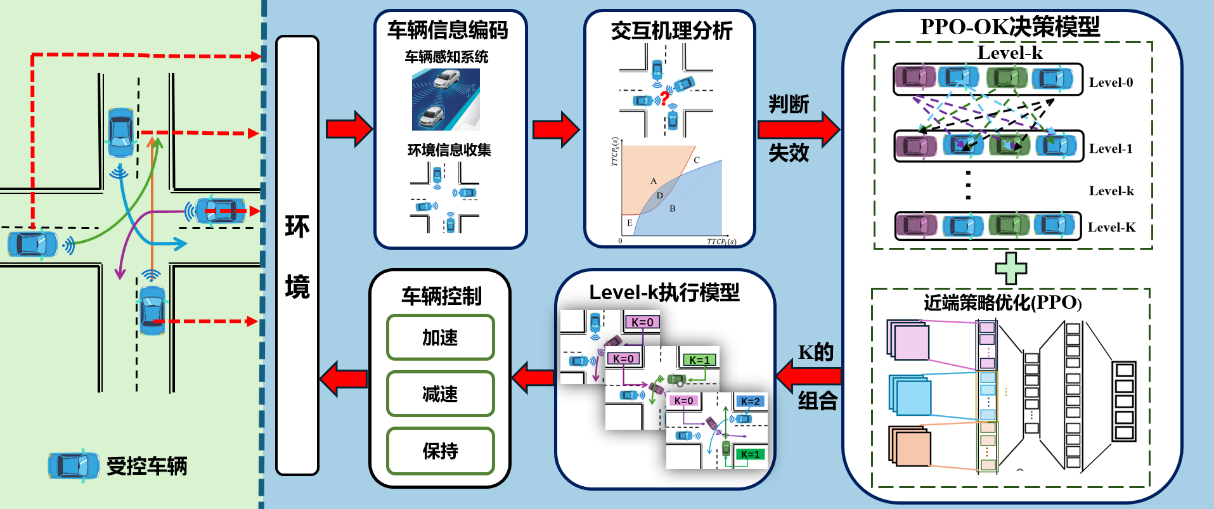 受控车辆
环
境
车辆信息编码
车辆感知系统
环境信息收集
交互机理分析
?
TTCP_j(s)
C
A
D
B
E
0
TTCP_i(s)
判断
失效
PPO-OK决策模型
Level-k
Level-0
Level-1
Level-k
Level-K
近端策略优化(PPO)
K的
组合
Level-k执行模型
K=0
K=0
K=1
K=0
K=2
K=1
车辆控制
加速
减速
保持